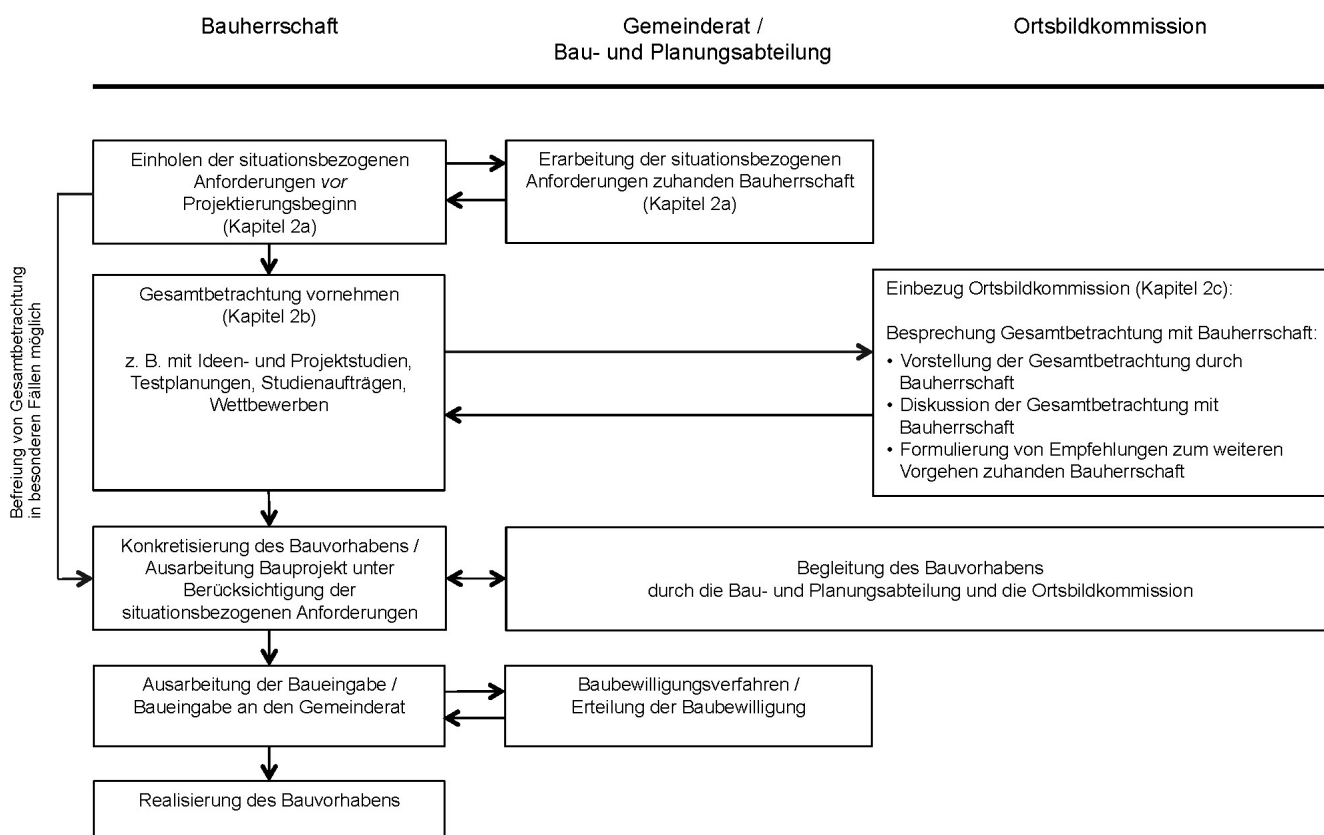 Bauherrschaft
Gemeinderat /
Bau- und Planungsabteilung
Ortsbildkommission
Einholen der situationsbezogenen
Anforderungen vor
Projektierungsbeginn
(Kapitel 2a)
Erarbeitung der situationsbezogenen
Anforderungen zuhanden Bauherrschaft
(Kapitel 2a)
Befreiung von Gesamtbetrachtung
in besonderen Fällen möglich
Gesamtbetrachtung vornehmen
(Kapitel 2b)
z. B. mit Ideen- und Projektstudien,
Testplanungen, Studienaufträgen,
Wettbewerben
Einbezug Ortsbildkommission (Kapitel 2c):
Besprechung Gesamtbetrachtung mit Bauherrschaft:
• Vorstellung der Gesamtbetrachtung durch
Bauherrschaft
• Diskussion der Gesamtbetrachtung mit
Bauherrschaft
• Formulierung von Empfehlungen zum weiteren
Vorgehen zuhanden Bauherrschaft
Konkretisierung des Bauvorhabens /
Ausarbeitung Bauprojekt unter
Berücksichtigung der
situationsbezogenen Anforderungen
Begleitung des Bauvorhabens
durch die Bau- und Planungsabteilung und die Ortsbildkommission
Ausarbeitung der Baueingabe /
Baueingabe an den Gemeinderat
Baubewilligungsverfahren /
Erteilung der Baubewilligung
Realisierung des Bauvorhabens